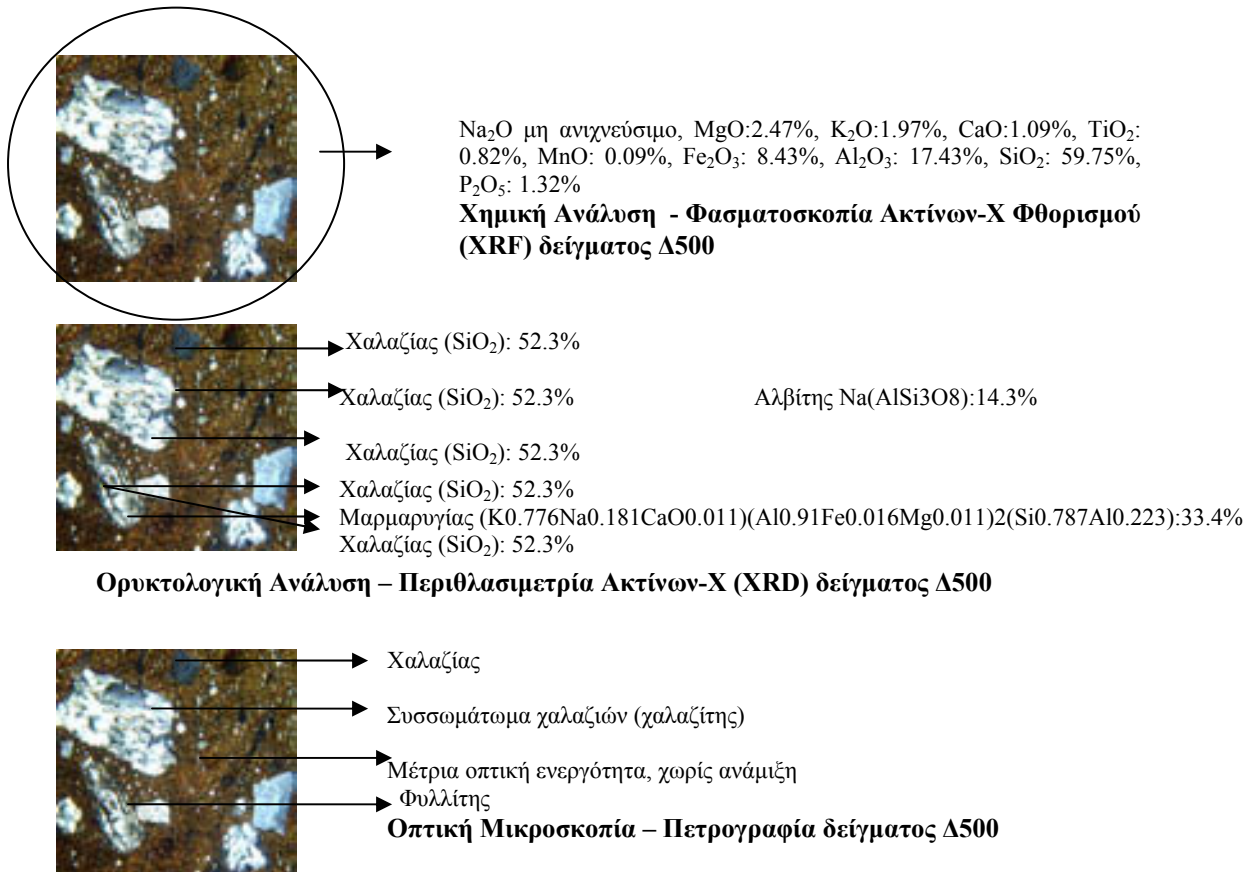 Na₂O μη ανιχνεύσιμο, MgO:2.47%, K₂O:1.97%, CaO:1.09%, TiO₂:
0.82%, MnO: 0.09%, Fe₂O₃: 8.43%, Al₂O₃: 17.43%, SiO₂: 59.75%,
P₂O₅: 1.32%
Χημική Ανάλυση - Φασματοσκοπία Ακτίνων-Χ Φθορισμού
(XRF) δείγματος Δ500
Χαλαζίας (SiO₂): 52.3%
Χαλαζίας (SiO₂): 52.3% Αλβίτης Na(AlSi3O8):14.3%
Χαλαζίας (SiO₂): 52.3%
Χαλαζίας (SiO₂): 52.3%
Μαρμαρυγίας (K0.776Na0.181CaO0.011)(Al0.91Fe0.016Mg0.011)2(Si0.787Al0.223):33.4%
Χαλαζίας (SiO₂): 52.3%
Ορυκτολογική Ανάλυση – Περιθλασιμετρία Ακτίνων-Χ (XRD) δείγματος Δ500
Χαλαζίας
Συσσωμάτωμα χαλαζιών (χαλαζίτης)
Μέτρια οπτική ενεργότητα, χωρίς ανάμιξη
Φυλλίτης
Οπτική Μικροσκοπία – Πετρογραφία δείγματος Δ500